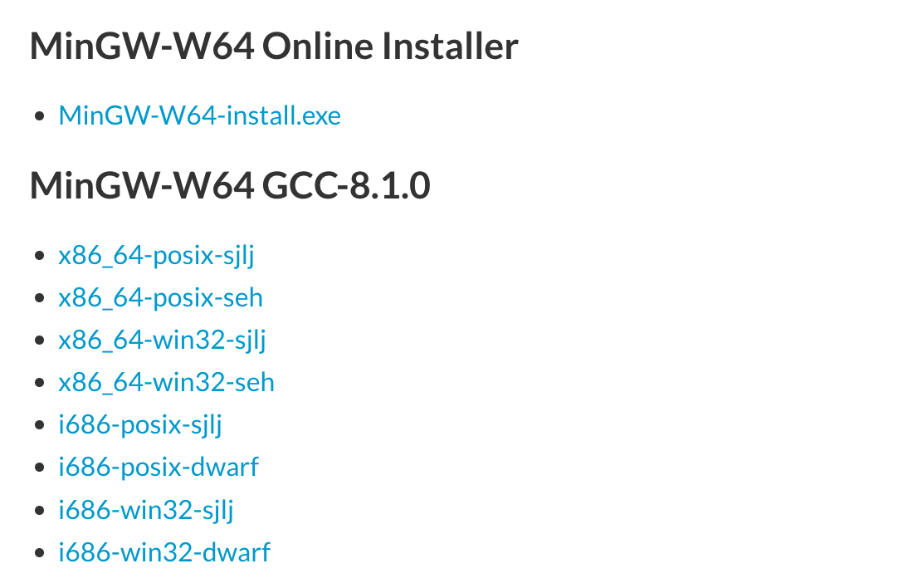 MinGW-W64 Online Installer
• MinGW-W64-install.exe
MinGW-W64 GCC-8.1.0
• x86_64-posix-sjlj
• x86_64-posix-seh
• x86_64-win32-sjlj
• x86_64-win32-seh
• i686-posix-sjlj
• i686-posix-dwarf
• i686-win32-sjlj
• i686-win32-dwarf